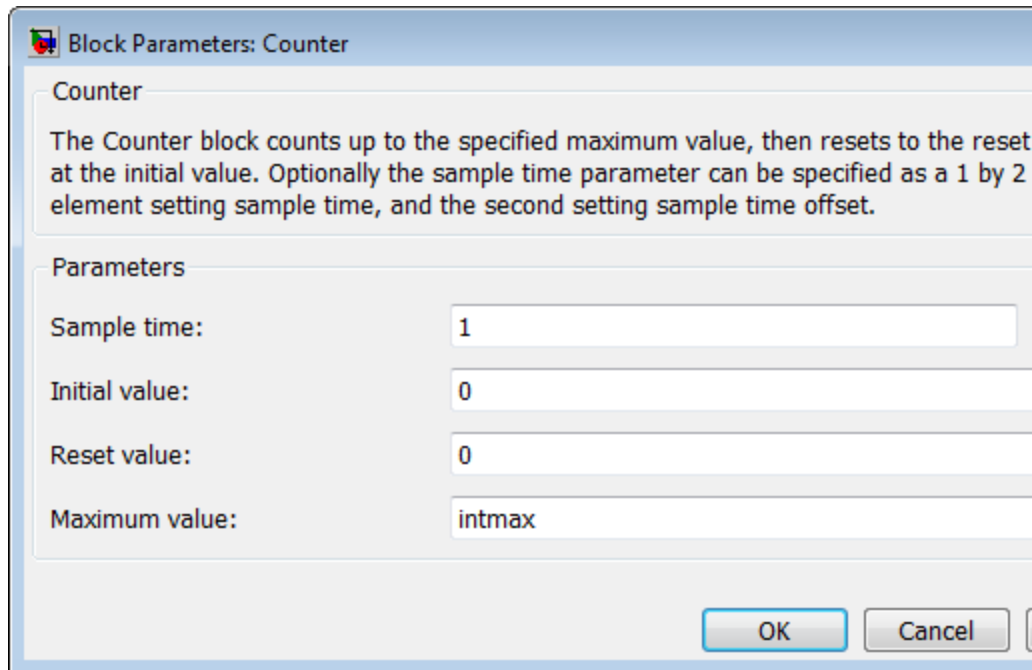 Block Parameters: Counter
Counter
The Counter block counts up to the specified maximum value, then resets to the reset
at the initial value. Optionally the sample time parameter can be specified as a 1 by 2
element setting sample time, and the second setting sample time offset.
Parameters
Sample time: 1
Initial value: 0
Reset value: 0
Maximum value: intmax
OK Cancel